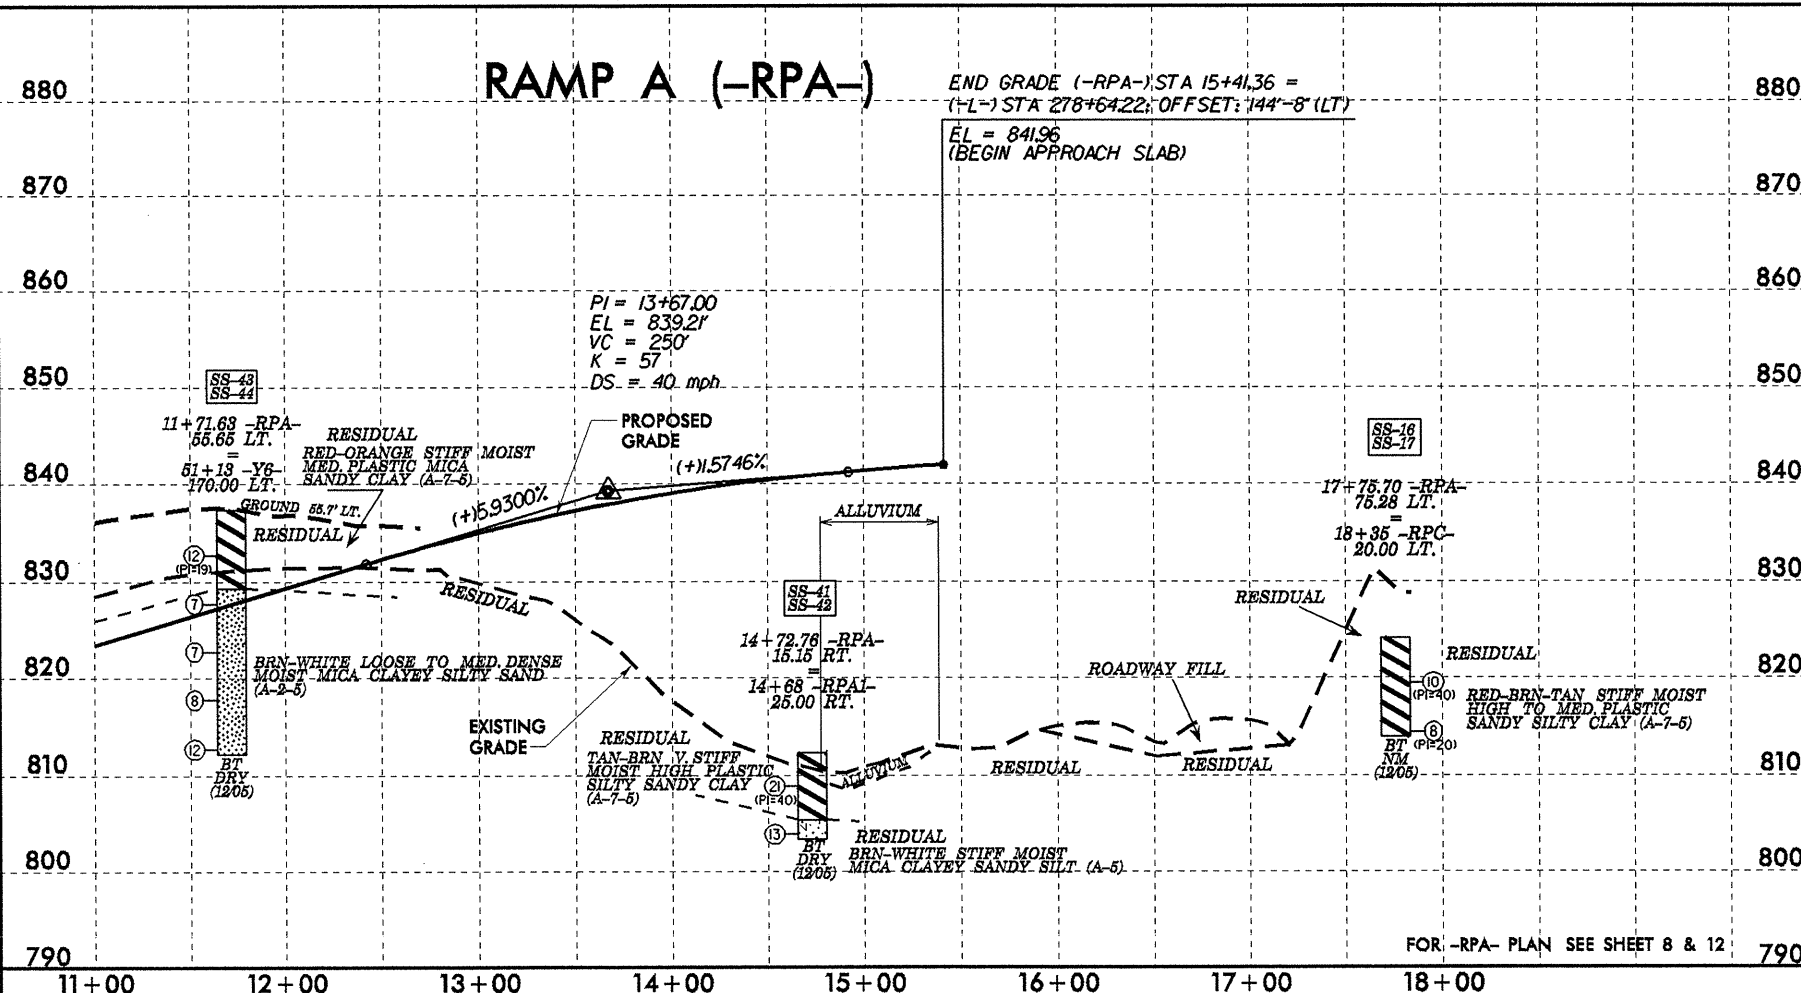 RAMP A (-RPA-)
END GRADE (-RPA-) STA 15+41.36 =
(-L-) STA 278+64.22; OFFSET: 144'-8" (LT)
EL = 841.96
(BEGIN APPROACH SLAB)
880
880
870
870
860
860
850
850
840
840
830
830
820
820
810
810
800
800
790
790
PI = 13+67.00
EL = 839.21'
VC = 250'
K = 57
DS = 40 mph
PROPOSED
GRADE
(+)5.9300%
(+)1.5746%
SS-43
SS-44
11+71.63 -RPA-
55.65 LT.
=
51+13 -Y6-
170.00 LT.
RESIDUAL
RED-ORANGE STIFF MOIST
MED. PLASTIC MICA
SANDY CLAY (A-7-5)
GROUND 55.7' LT.
RESIDUAL
12
(PI=19)
7
7
8
12
BRN-WHITE LOOSE TO MED. DENSE
MOIST MICA CLAYEY SILTY SAND
(A-2-5)
BT
DRY
(12/05)
RESIDUAL
EXISTING
GRADE
ALLUVIUM
SS-41
SS-42
14+72.76 -RPA-
15.15 RT.
=
14+68 -RPA1-
25.00 RT.
RESIDUAL
TAN-BRN V. STIFF
MOIST HIGH PLASTIC
SILTY SANDY CLAY
(A-7-5)
21
(PI=40)
13
ALLUVIUM
BT
DRY
(12/05)
RESIDUAL
BRN-WHITE STIFF MOIST
MICA CLAYEY SANDY SILT (A-5)
ROADWAY FILL
RESIDUAL
RESIDUAL
RESIDUAL
SS-16
SS-17
17+75.70 -RPA-
75.28 LT.
=
18+35 -RPC-
20.00 LT.
RESIDUAL
10
(PI=40)
RED-BRN-TAN STIFF MOIST
HIGH TO MED. PLASTIC
SANDY SILTY CLAY (A-7-5)
8
(PI=20)
BT
NM
(12/05)
FOR -RPA- PLAN SEE SHEET 8 & 12
11+00
12+00
13+00
14+00
15+00
16+00
17+00
18+00